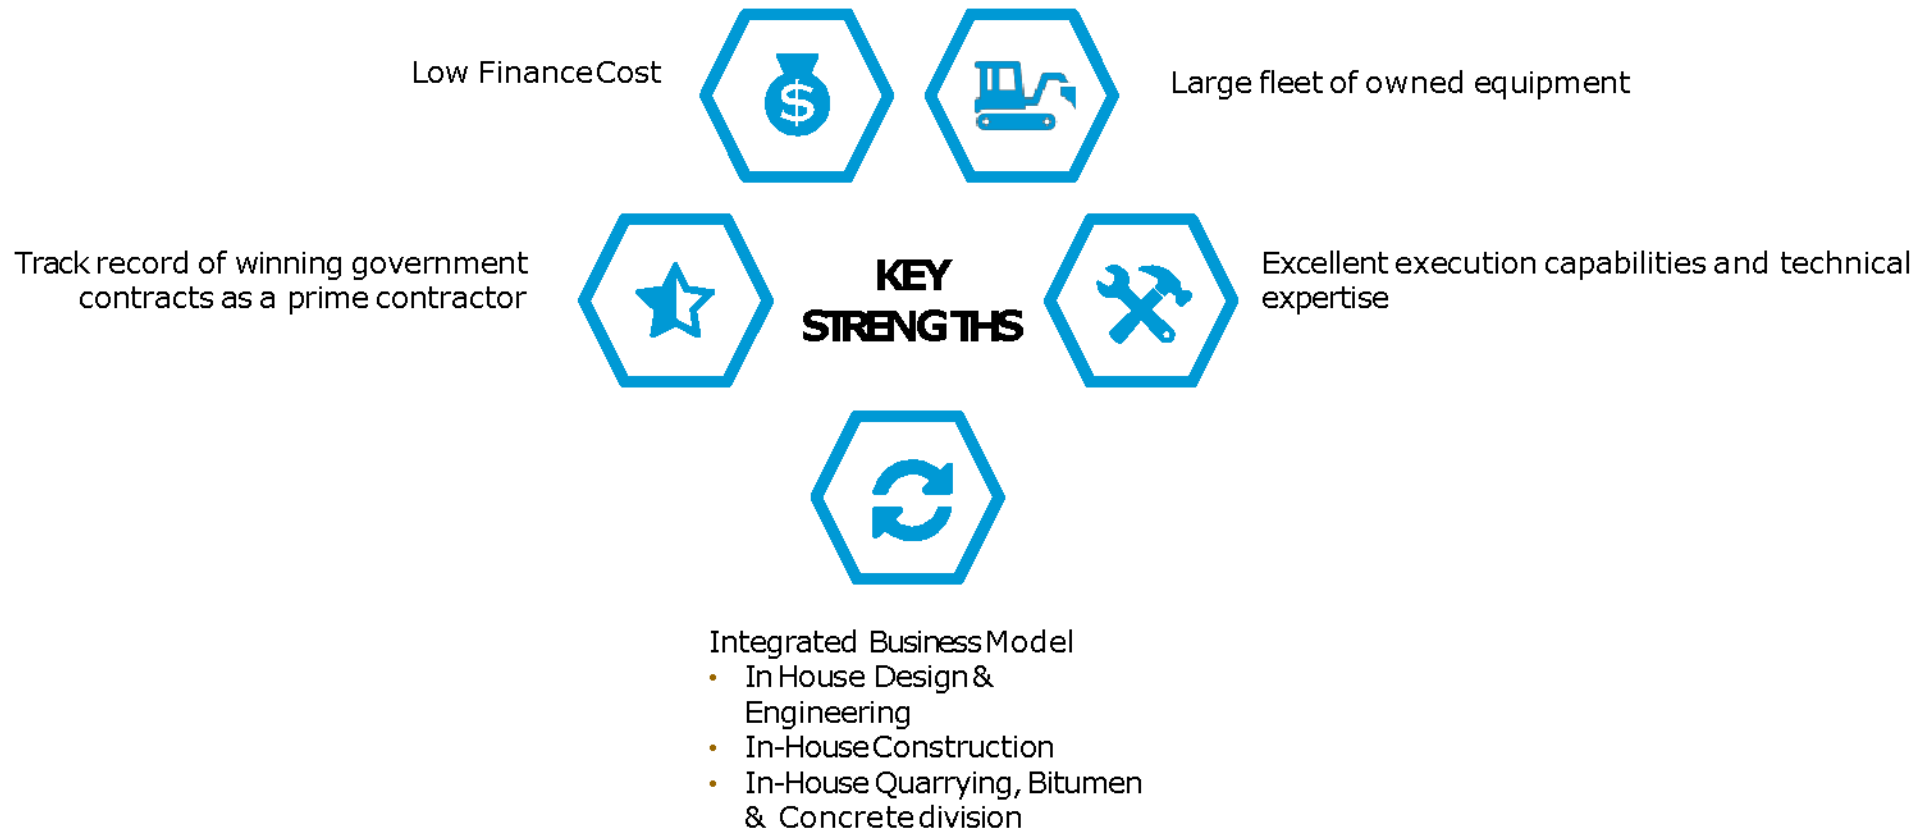 Low Finance Cost
Large fleet of owned equipment
Track record of winning government
contracts as a prime contractor
KEY
STRENGTHS
Excellent execution capabilities and technical
expertise
Integrated Business Model
• In House Design &
Engineering
• In-House Construction
• In-House Quarrying, Bitumen
& Concrete division